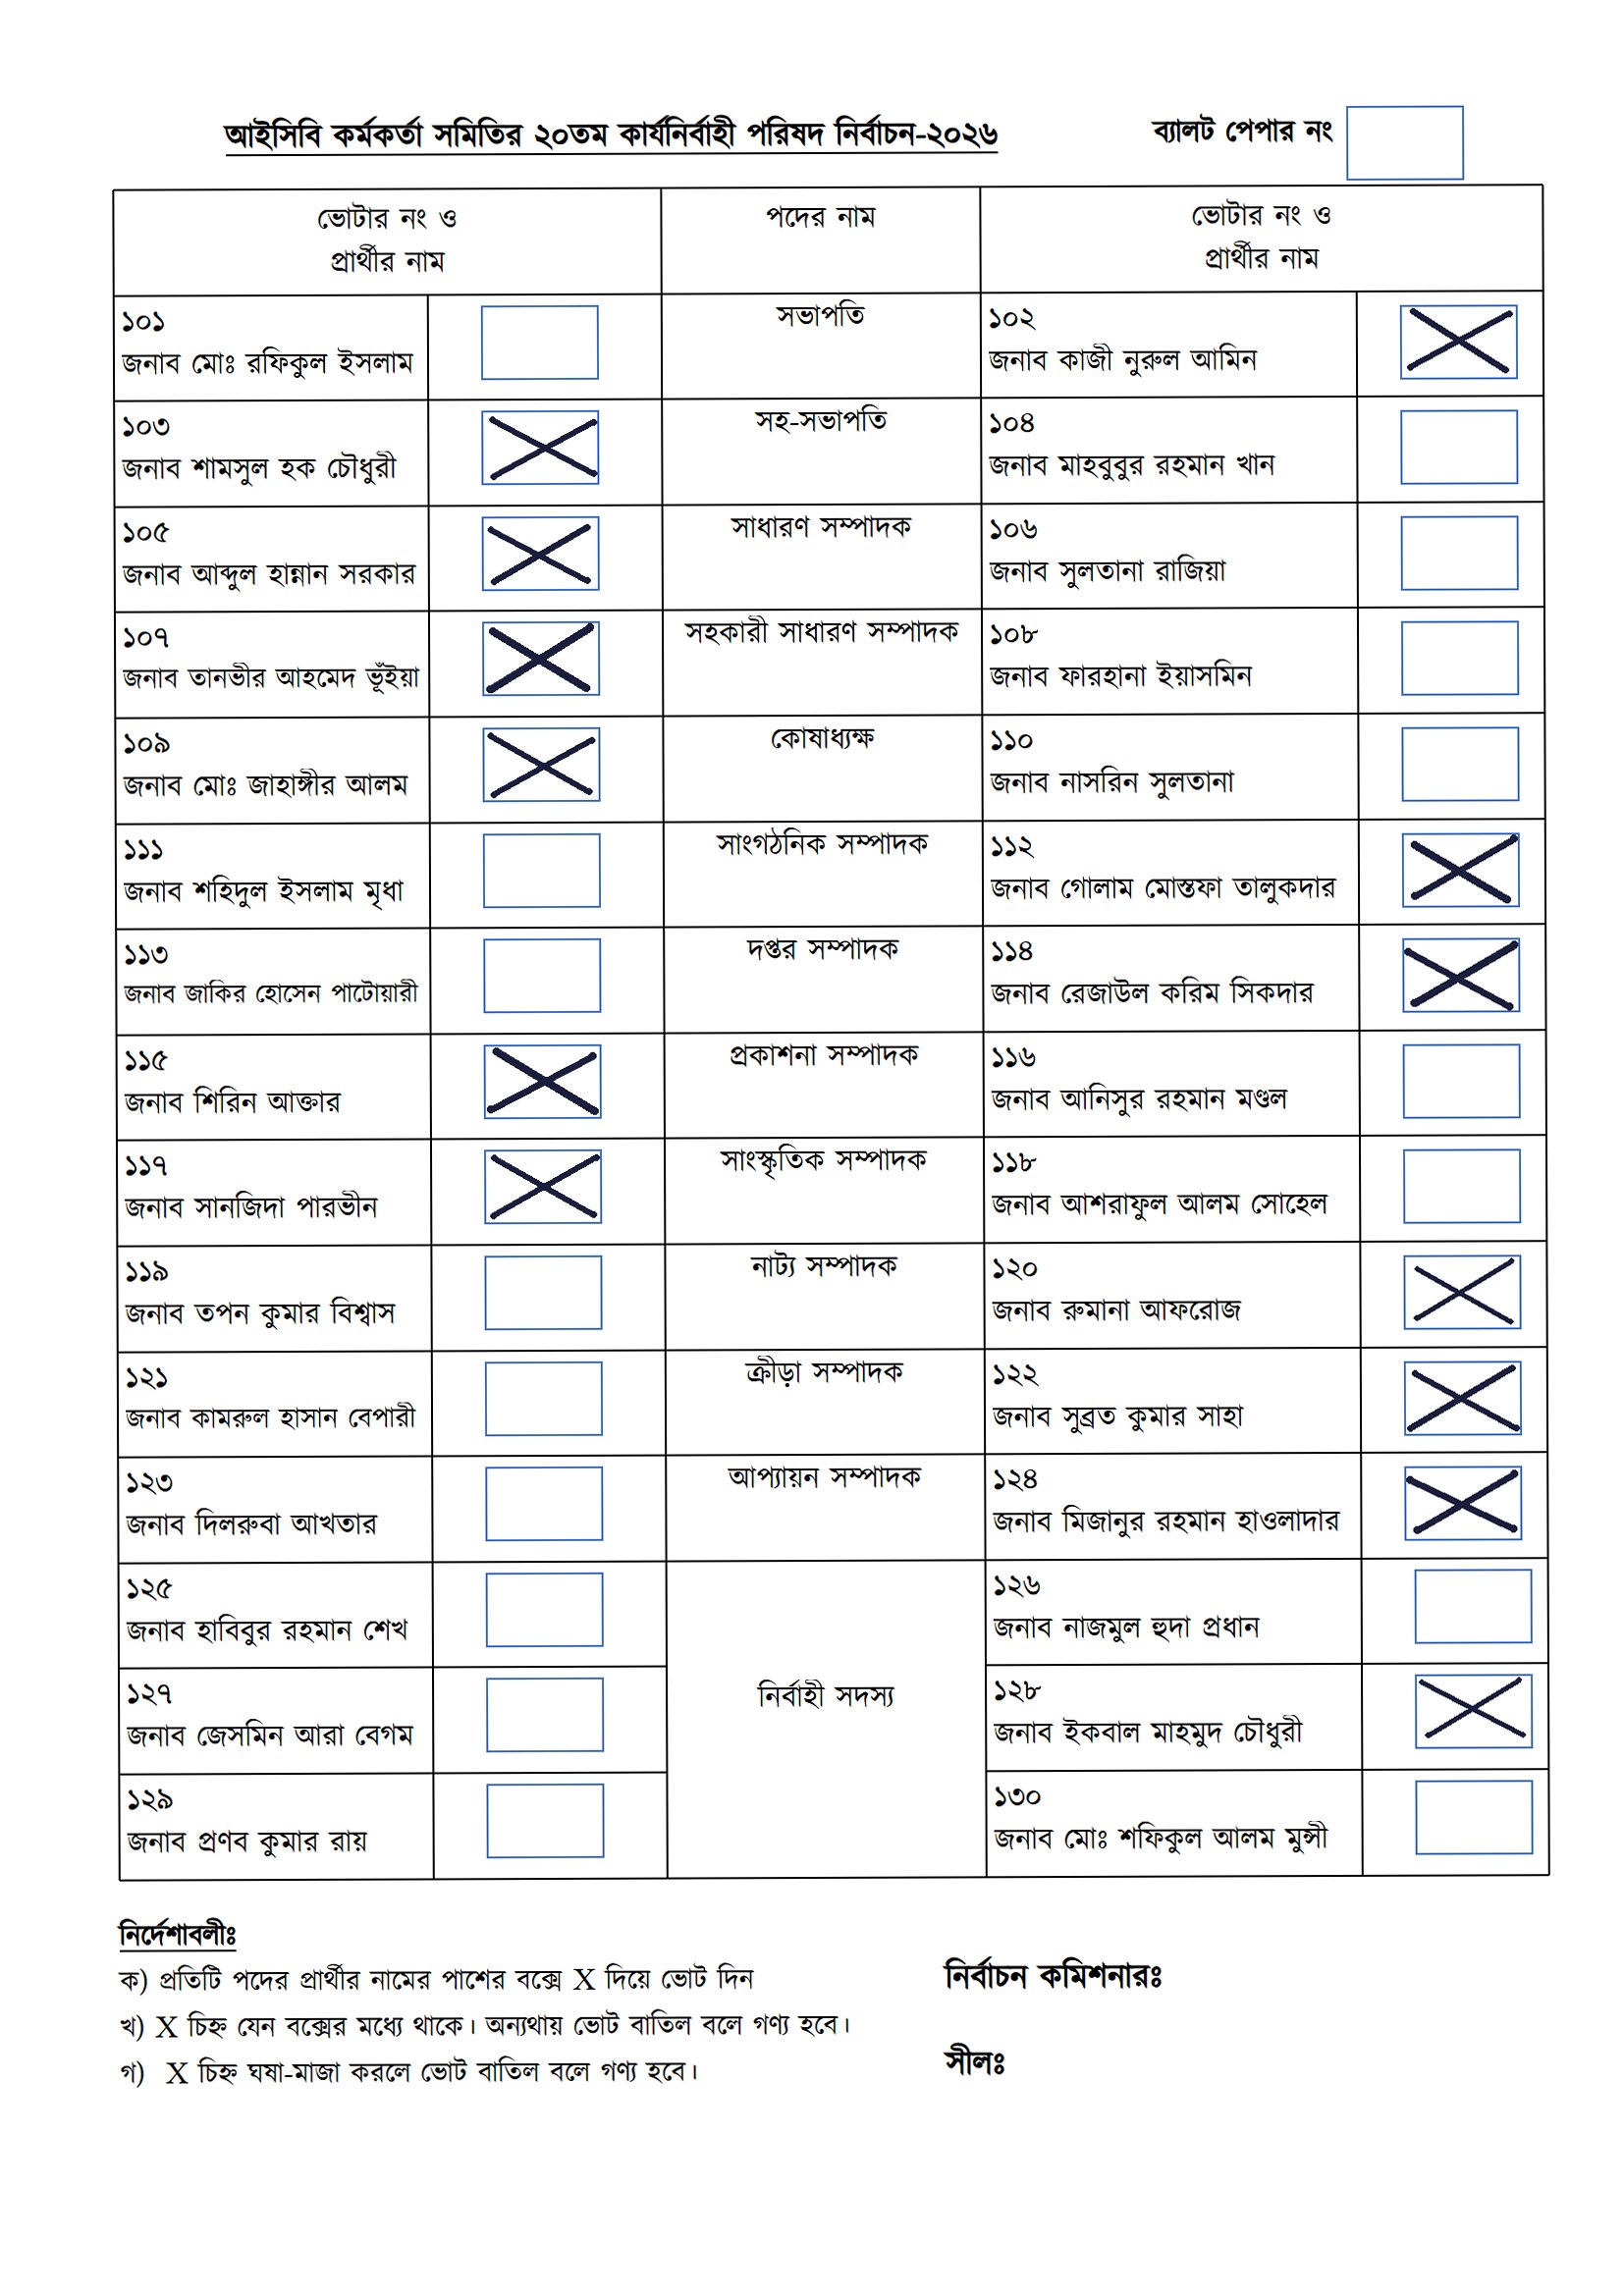 আইসিবি কর্মকর্তা সমিতির ২০তম কার্যনির্বাহী পরিষদ নির্বাচন-২০২৬
ব্যালট পেপার নং
ভোটার নং ও
প্রার্থীর নাম
পদের নাম
ভোটার নং ও
প্রার্থীর নাম
১০১
জনাব মোঃ রফিকুল ইসলাম
সভাপতি
১০২
জনাব কাজী নুরুল আমিন
১০৩
জনাব শামসুল হক চৌধুরী
সহ-সভাপতি
১০৪
জনাব মাহবুবুর রহমান খান
১০৫
জনাব আব্দুল হান্নান সরকার
সাধারণ সম্পাদক
১০৬
জনাব সুলতানা রাজিয়া
১০৭
জনাব তানভীর আহমেদ ভূঁইয়া
সহকারী সাধারণ সম্পাদক
১০৮
জনাব ফারহানা ইয়াসমিন
১০৯
জনাব মোঃ জাহাঙ্গীর আলম
কোষাধ্যক্ষ
১১০
জনাব নাসরিন সুলতানা
১১১
জনাব শহিদুল ইসলাম মৃধা
সাংগঠনিক সম্পাদক
১১২
জনাব গোলাম মোস্তফা তালুকদার
১১৩
জনাব জাকির হোসেন পাটোয়ারী
দপ্তর সম্পাদক
১১৪
জনাব রেজাউল করিম সিকদার
১১৫
জনাব শিরিন আক্তার
প্রকাশনা সম্পাদক
১১৬
জনাব আনিসুর রহমান মণ্ডল
১১৭
জনাব সানজিদা পারভীন
সাংস্কৃতিক সম্পাদক
১১৮
জনাব আশরাফুল আলম সোহেল
১১৯
জনাব তপন কুমার বিশ্বাস
নাট্য সম্পাদক
১২০
জনাব রুমানা আফরোজ
১২১
জনাব কামরুল হাসান বেপারী
ক্রীড়া সম্পাদক
১২২
জনাব সুব্রত কুমার সাহা
১২৩
জনাব দিলরুবা আখতার
আপ্যায়ন সম্পাদক
১২৪
জনাব মিজানুর রহমান হাওলাদার
১২৫
জনাব হাবিবুর রহমান শেখ
১২৬
জনাব নাজমুল হুদা প্রধান
১২৭
জনাব জেসমিন আরা বেগম
নির্বাহী সদস্য
১২৮
জনাব ইকবাল মাহমুদ চৌধুরী
১২৯
জনাব প্রণব কুমার রায়
১৩০
জনাব মোঃ শফিকুল আলম মুন্সী
নির্দেশাবলীঃ
ক) প্রতিটি পদের প্রার্থীর নামের পাশের বক্সে X দিয়ে ভোট দিন
খ) X চিহ্ন যেন বক্সের মধ্যে থাকে। অন্যথায় ভোট বাতিল বলে গণ্য হবে।
গ) X চিহ্ন ঘষা-মাজা করলে ভোট বাতিল বলে গণ্য হবে।
নির্বাচন কমিশনারঃ
সীলঃ